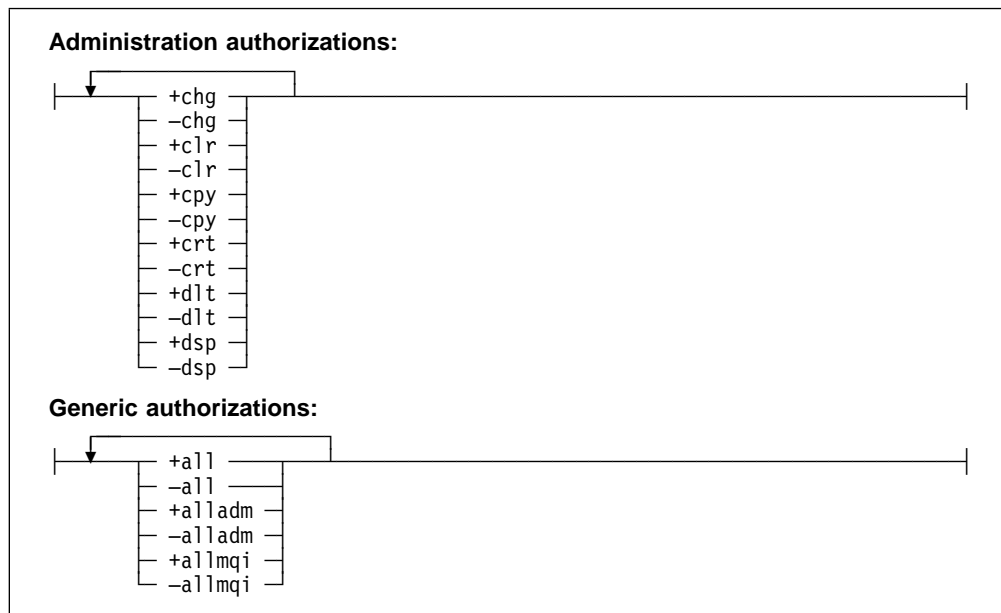 Administration authorizations:
+chg
–chg
+clr
–clr
+cpy
–cpy
+crt
–crt
+dlt
–dlt
+dsp
–dsp
Generic authorizations:
+all
–all
+alladm
–alladm
+allmqi
–allmqi